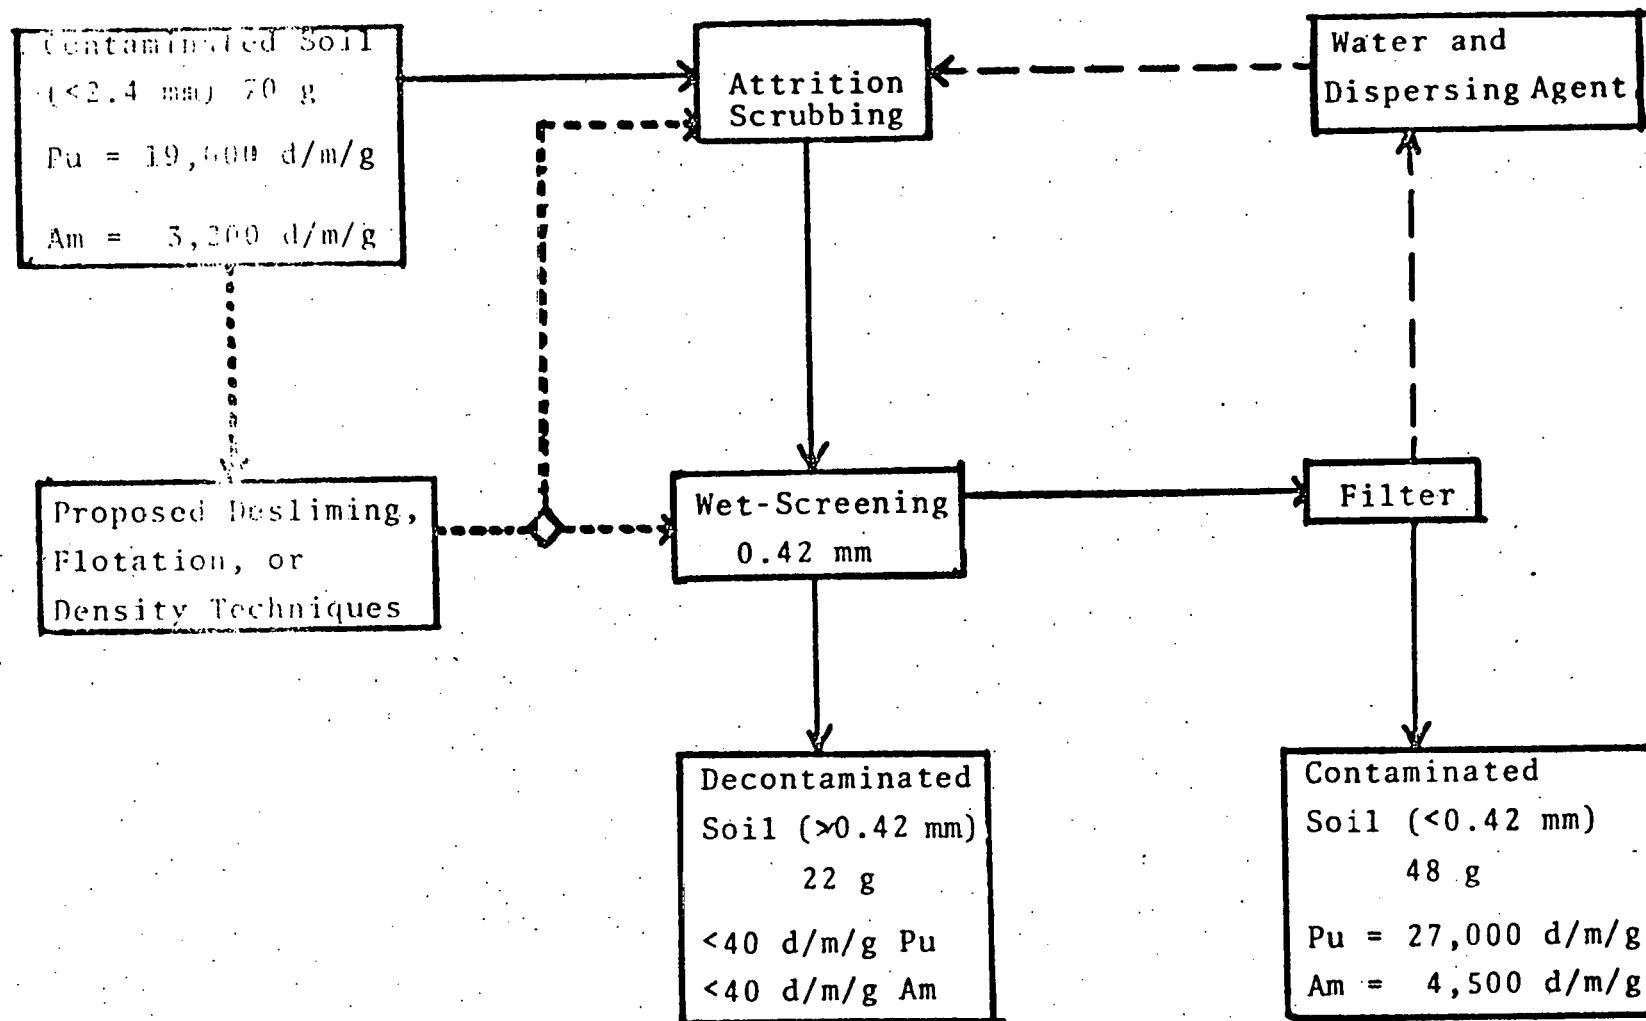 Contaminated Soil
(<2.4 mm) 70 g
Pu = 19,600 d/m/g
Am = 3,200 d/m/g
Attrition
Scrubbing
Water and
Dispersing Agent
Proposed Desliming,
Flotation, or
Density Techniques
Wet-Screening
0.42 mm
Filter
Decontaminated
Soil (>0.42 mm)
22 g
<40 d/m/g Pu
<40 d/m/g Am
Contaminated
Soil (<0.42 mm)
48 g
Pu = 27,000 d/m/g
Am = 4,500 d/m/g